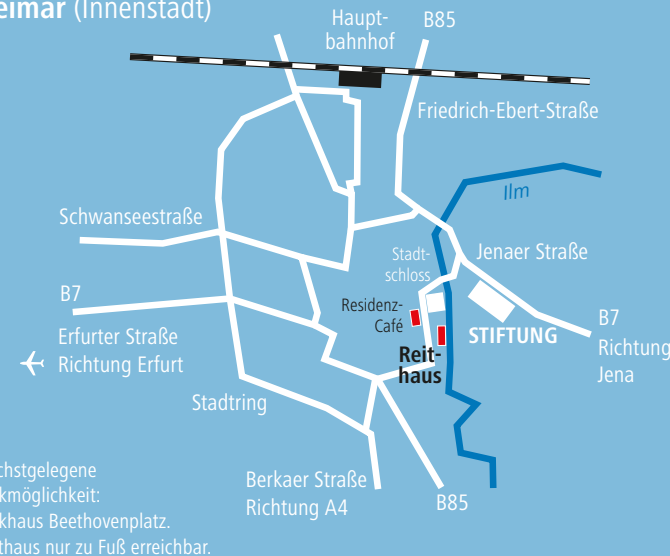 eimar (Innenstadt)
Haupt-
bahnhof
B85
Friedrich-Ebert-Straße
Ilm
Schwanseestraße
Stadt-
schloss
Jenaer Straße
B7
Residenz-
Café
Erfurter Straße
Richtung Erfurt
STIFTUNG
B7
Richtung
Jena
Reit-
haus
Stadtring
Berkaer Straße
Richtung A4
B85
chstgelegene
kmöglichkeit:
khaus Beethovenplatz.
thaus nur zu Fuß erreichbar.